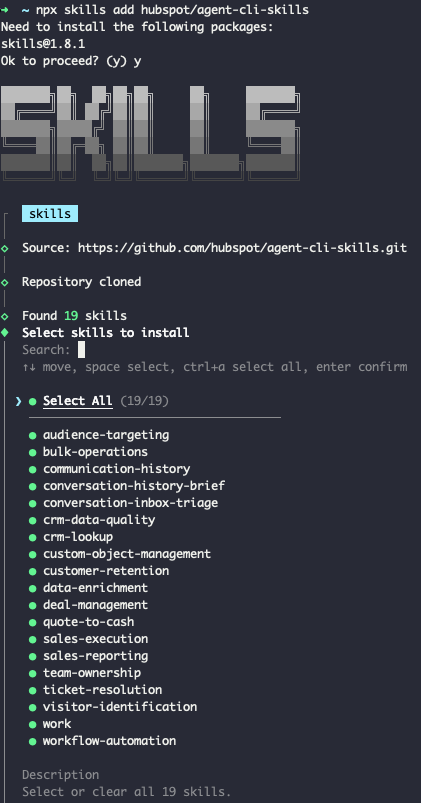 ➜ ~ npx skills add hubspot/agent-cli-skills
Need to install the following packages:
skills@1.8.1
Ok to proceed? (y) y
SKILLS
skills
Source: https://github.com/hubspot/agent-cli-skills.git
Repository cloned
Found 19 skills
Select skills to install
Search:
↑↓ move, space select, ctrl+a select all, enter confirm
❯ ● Select All (19/19)
● audience-targeting
● bulk-operations
● communication-history
● conversation-history-brief
● conversation-inbox-triage
● crm-data-quality
● crm-lookup
● custom-object-management
● customer-retention
● data-enrichment
● deal-management
● quote-to-cash
● sales-execution
● sales-reporting
● team-ownership
● ticket-resolution
● visitor-identification
● work
● workflow-automation
Description
Select or clear all 19 skills.